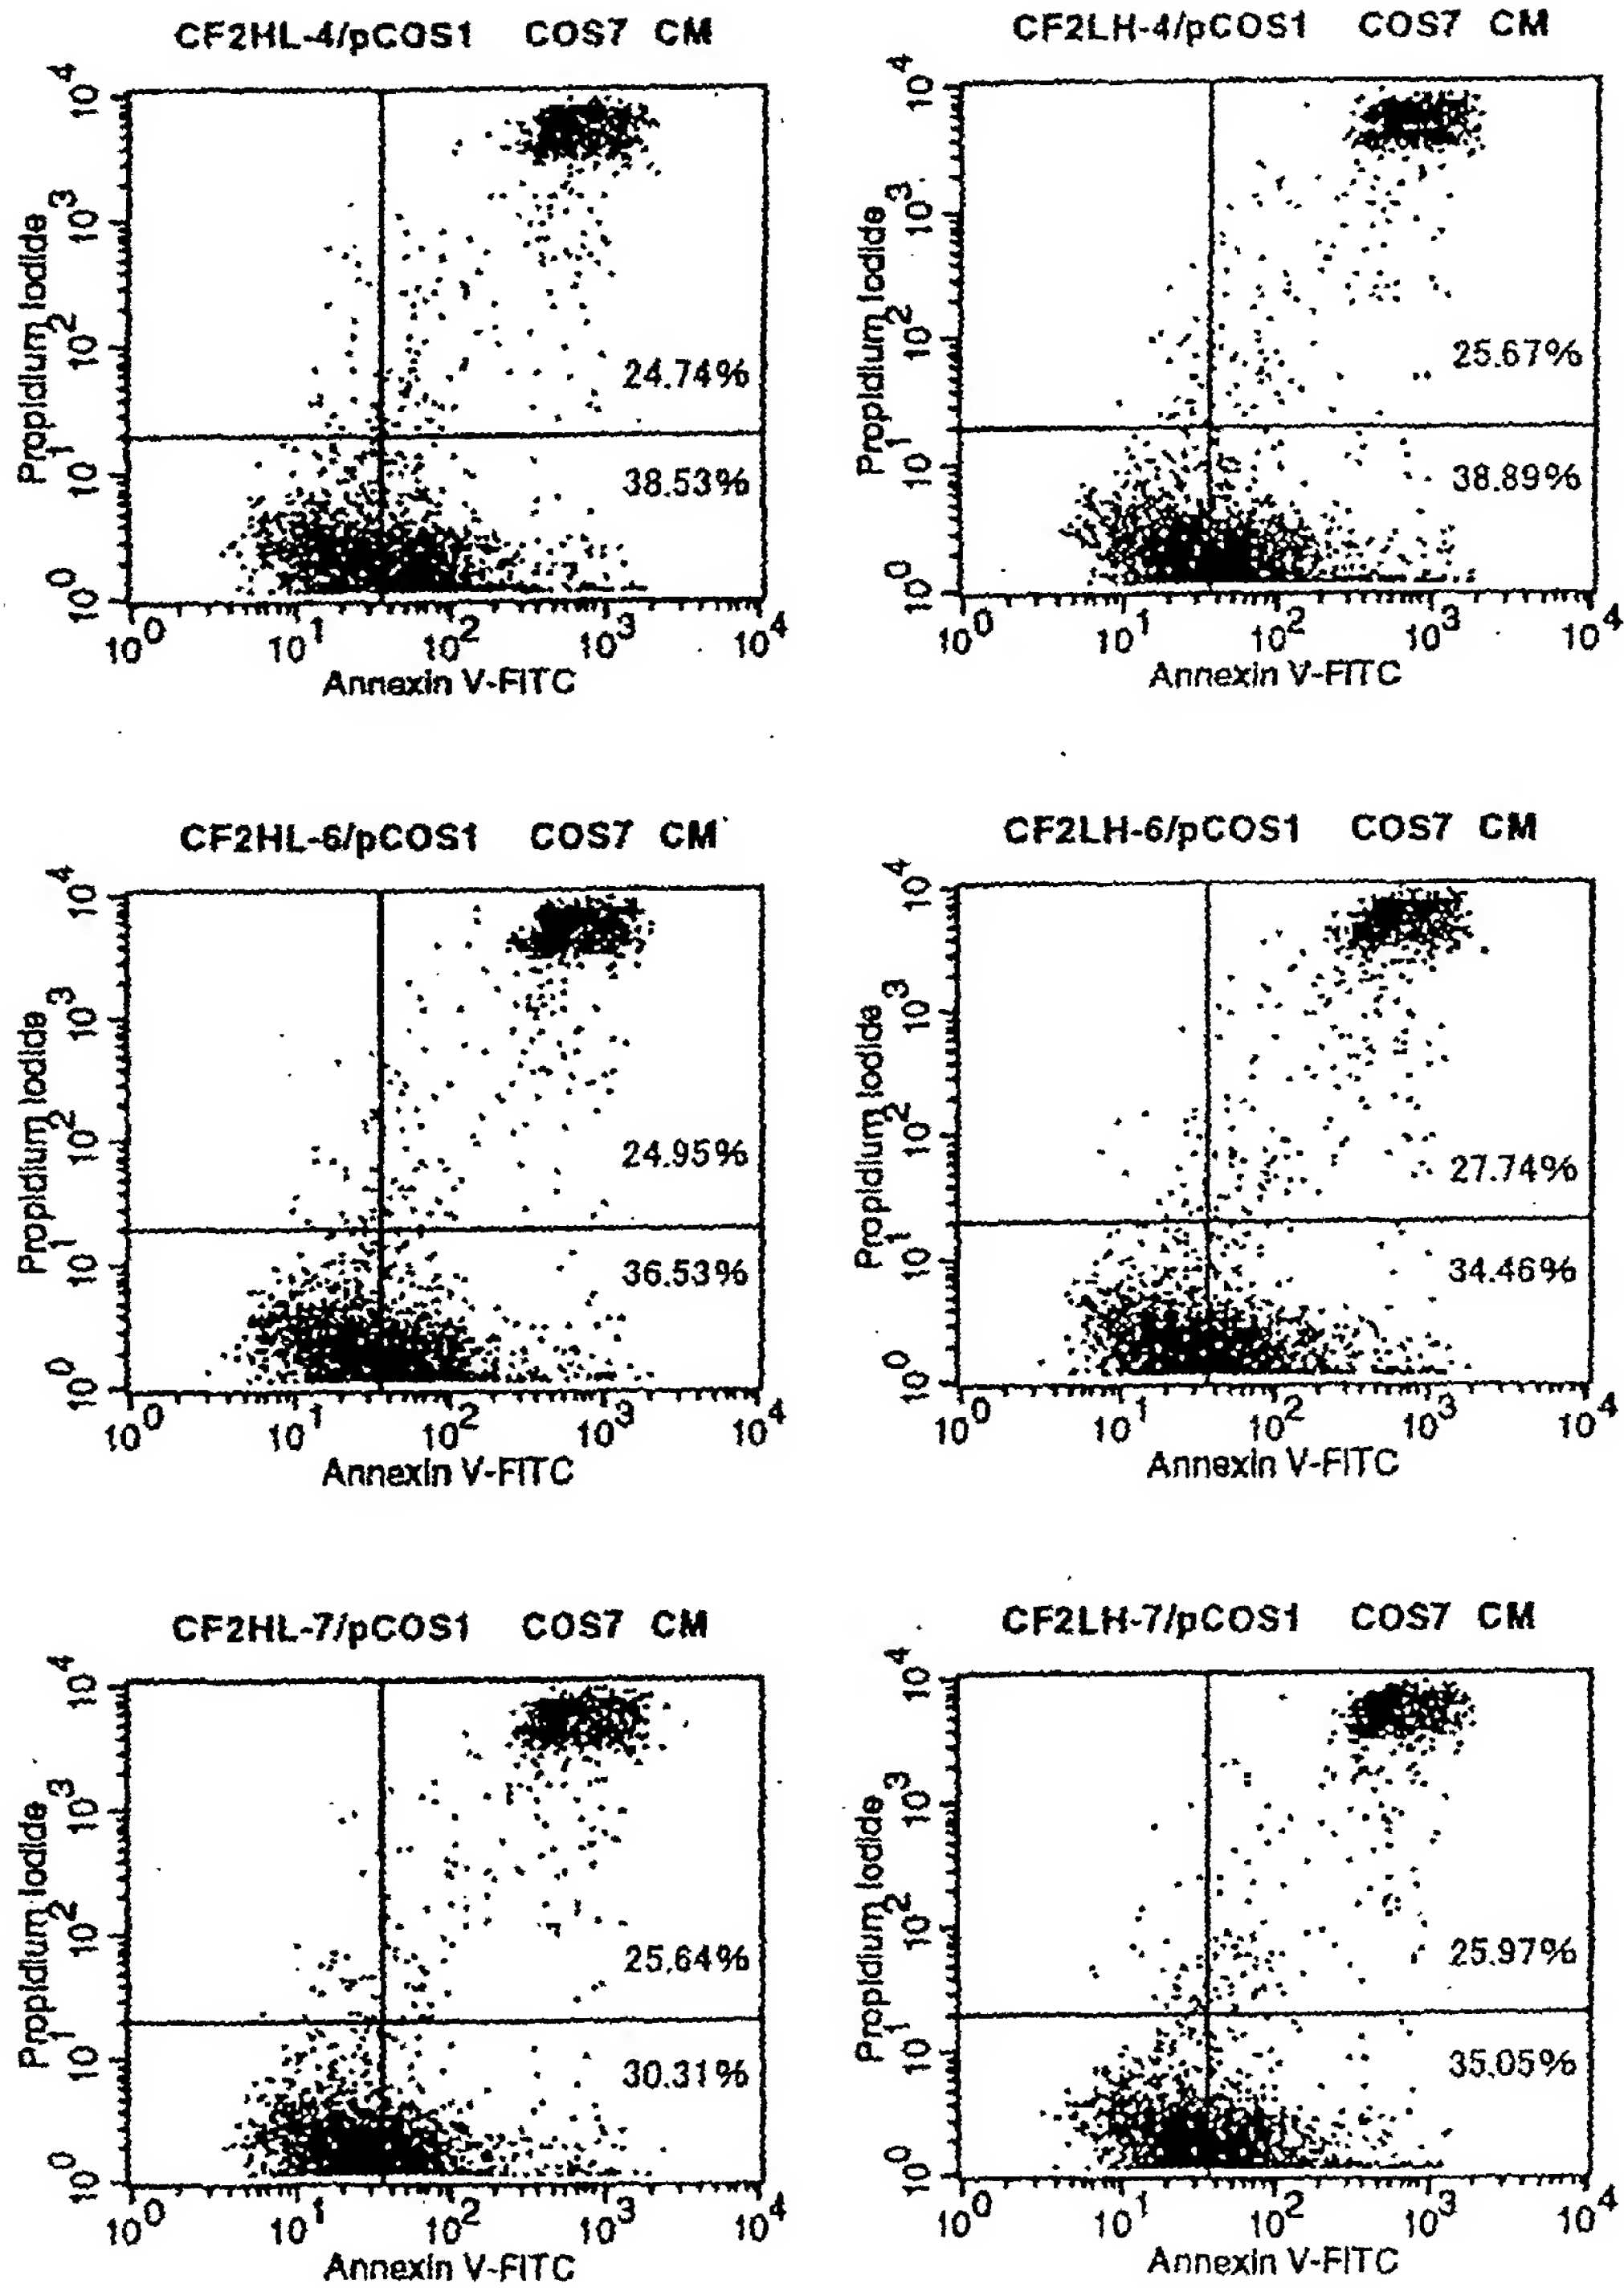 CF2HL-4/pCOS1 COS7 CM
10^4
10^3
10^2
10^1
10^0
Propidium Iodide
24.74%
38.53%
10^0 10^1 10^2 10^3 10^4
Annexin V-FITC
CF2LH-4/pCOS1 COS7 CM
10^4
10^3
10^2
10^1
10^0
Propidium Iodide
25.67%
38.89%
10^0 10^1 10^2 10^3 10^4
Annexin V-FITC
CF2HL-6/pCOS1 COS7 CM
10^4
10^3
10^2
10^1
10^0
Propidium Iodide
24.95%
36.53%
10^0 10^1 10^2 10^3 10^4
Annexin V-FITC
CF2LH-6/pCOS1 COS7 CM
10^4
10^3
10^2
10^1
10^0
Propidium Iodide
27.74%
34.46%
10^0 10^1 10^2 10^3 10^4
Annexin V-FITC
CF2HL-7/pCOS1 COS7 CM
10^4
10^3
10^2
10^1
10^0
Propidium Iodide
25.64%
30.31%
10^0 10^1 10^2 10^3 10^4
Annexin V-FITC
CF2LH-7/pCOS1 COS7 CM
10^4
10^3
10^2
10^1
10^0
Propidium Iodide
25.97%
35.05%
10^0 10^1 10^2 10^3 10^4
Annexin V-FITC